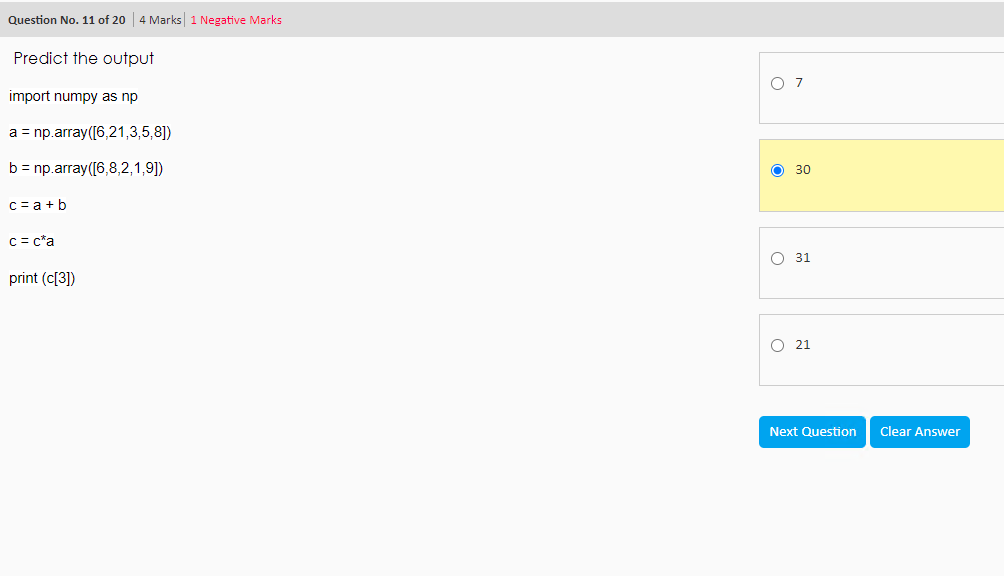 Question No. 11 of 20 | 4 Marks | 1 Negative Marks
Predict the output
import numpy as np
a = np.array([6,21,3,5,8])
b = np.array([6,8,2,1,9])
c = a + b
c = c*a
print (c[3])
7
30
31
21
Next Question Clear Answer